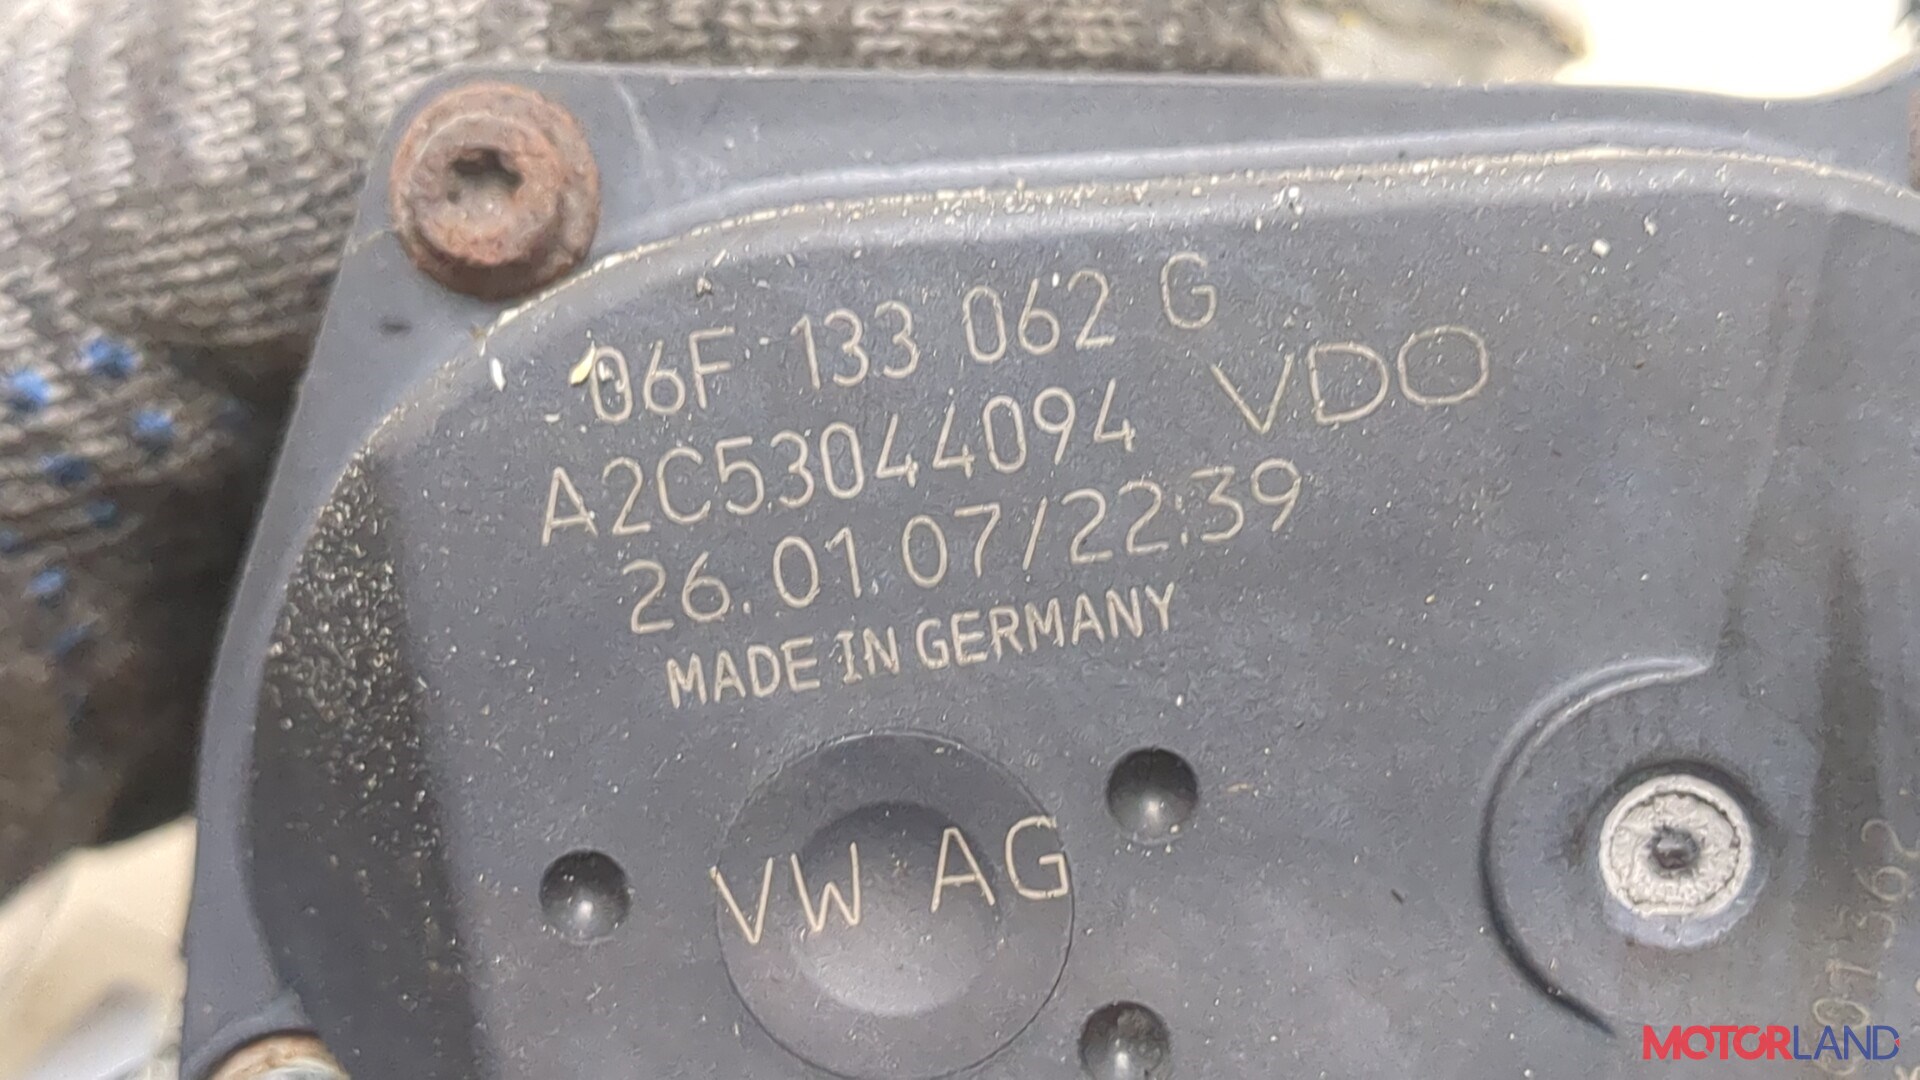 06F 133 062 G
A2C53044094 VDO
26.01 07/22:39
MADE IN GERMANY
VW AG
MOTORLAND